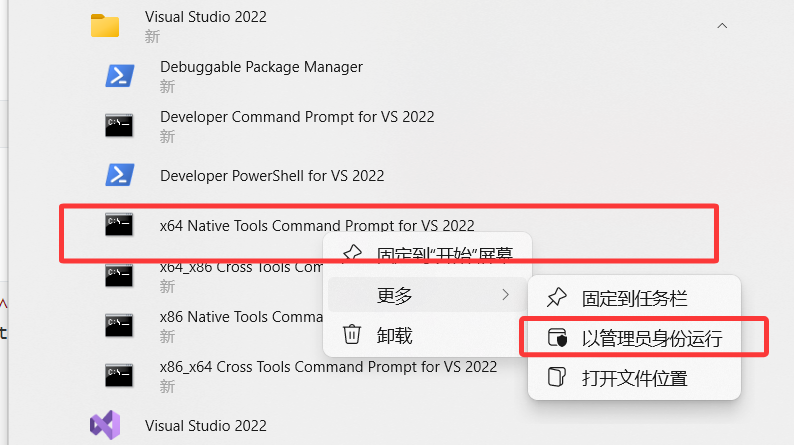 Visual Studio 2022
新
Debuggable Package Manager
新
Developer Command Prompt for VS 2022
新
Developer PowerShell for VS 2022
x64 Native Tools Command Prompt for VS 2022
固定到“开始”屏幕
x64_x86 Cross Tools Com
新
更多
固定到任务栏
x86 Native Tools Comma
新
卸载
以管理员身份运行
x86_x64 Cross Tools Command Prompt for VS 2022
新
打开文件位置
Visual Studio 2022